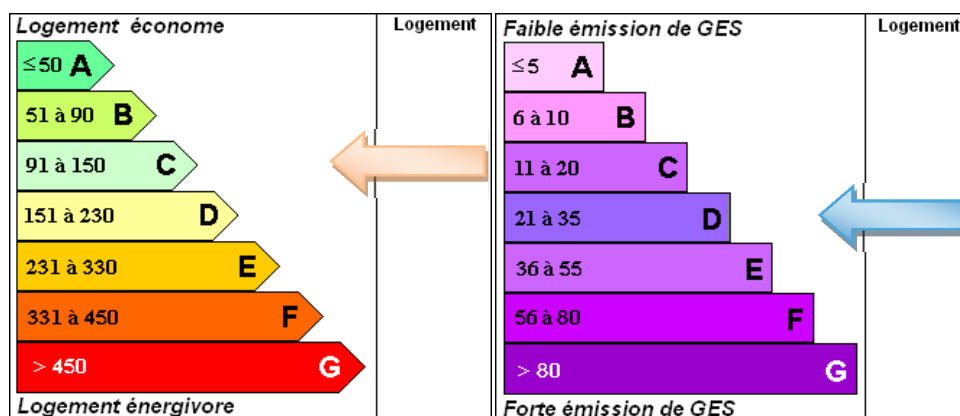 Logement économe
Logement
≤50 A
51 à 90 B
91 à 150 C
151 à 230 D
231 à 330 E
331 à 450 F
> 450 G
Logement énergivore
Faible émission de GES
Logement
≤5 A
6 à 10 B
11 à 20 C
21 à 35 D
36 à 55 E
56 à 80 F
> 80 G
Forte émission de GES